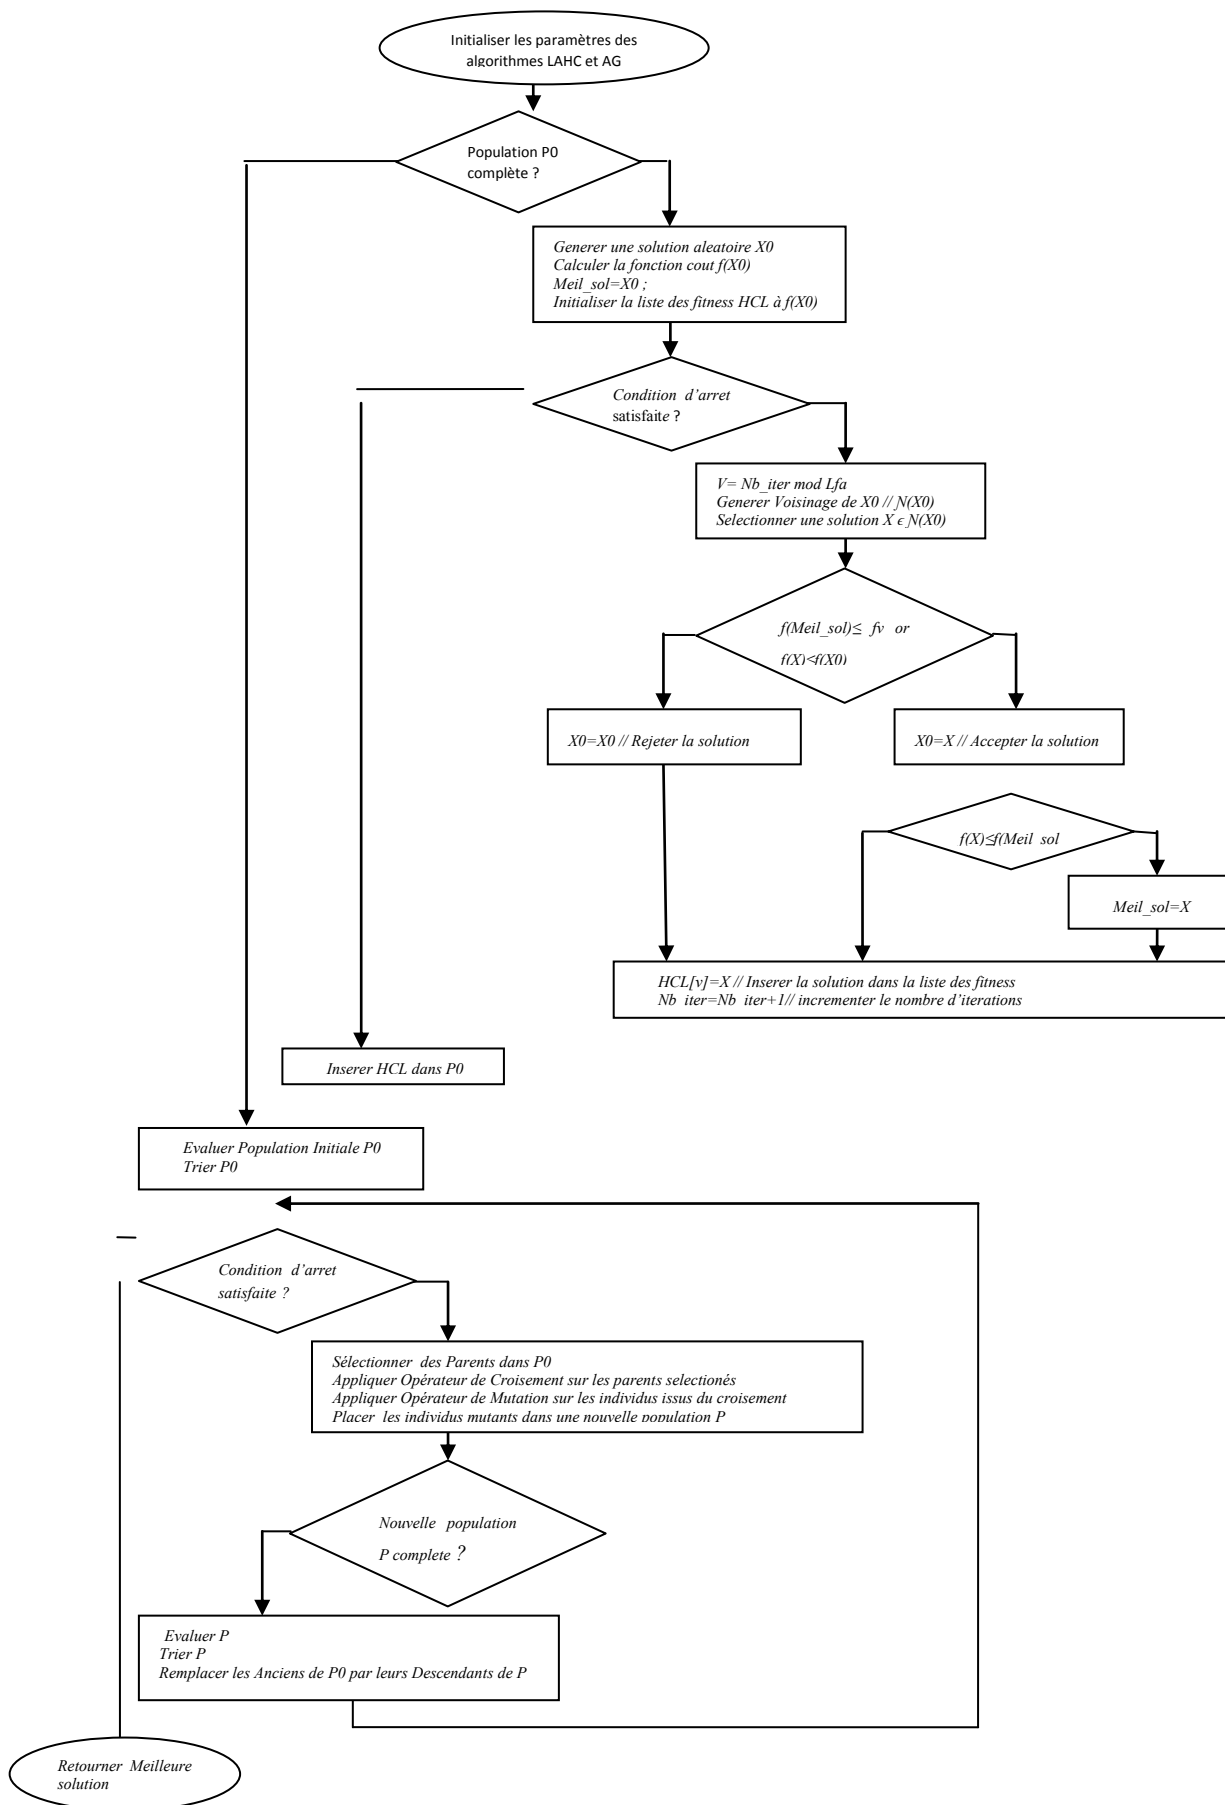 Initialiser les paramètres des
algorithmes LAHC et AG
Population P0
complète ?
Generer une solution aleatoire X0
Calculer la fonction cout f(X0)
Meil_sol=X0 ;
Initialiser la liste des fitness HCL à f(X0)
Condition d'arret
satisfaite ?
V= Nb_iter mod Lfa
Generer Voisinage de X0 // N(X0)
Selectionner une solution X ϵ N(X0)
f(Meil_sol)≤ fv or
f(X)<f(X0)
X0=X0 // Rejeter la solution
X0=X // Accepter la solution
f(X)≤f(Meil sol
Meil_sol=X
HCL[v]=X // Inserer la solution dans la liste des fitness
Nb iter=Nb iter+1// incrementer le nombre d'iterations
Inserer HCL dans P0
Evaluer Population Initiale P0
Trier P0
Condition d'arret
satisfaite ?
Sélectionner des Parents dans P0
Appliquer Opérateur de Croisement sur les parents selectionés
Appliquer Opérateur de Mutation sur les individus issus du croisement
Placer les individus mutants dans une nouvelle population P
Nouvelle population
P complete ?
Evaluer P
Trier P
Remplacer les Anciens de P0 par leurs Descendants de P
Retourner Meilleure
solution